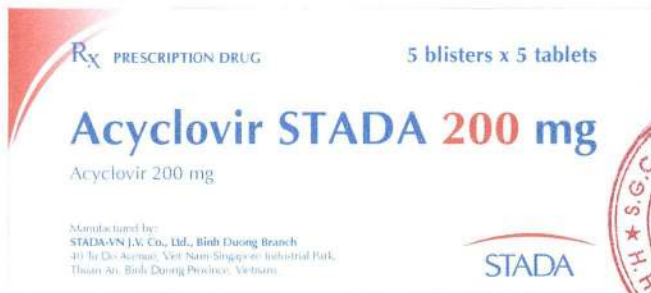 Rx PRESCRIPTION DRUG
5 blisters x 5 tablets
Acyclovir STADA 200 mg
Acyclovir 200 mg
Manufactured by:
STADA-VN J.V. Co., Ltd., Binh Duong Branch
40 Tu Do Avenue, Viet Nam-Singapore Industrial Park,
Thuan An, Binh Duong Province, Vietnam
STADA
S.G.C
H.H